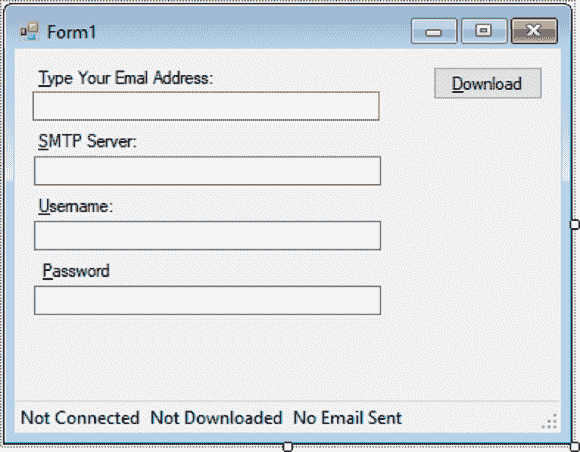 Form1
Type Your Emal Address:
Download
SMTP Server:
Username:
Password
Not Connected Not Downloaded No Email Sent